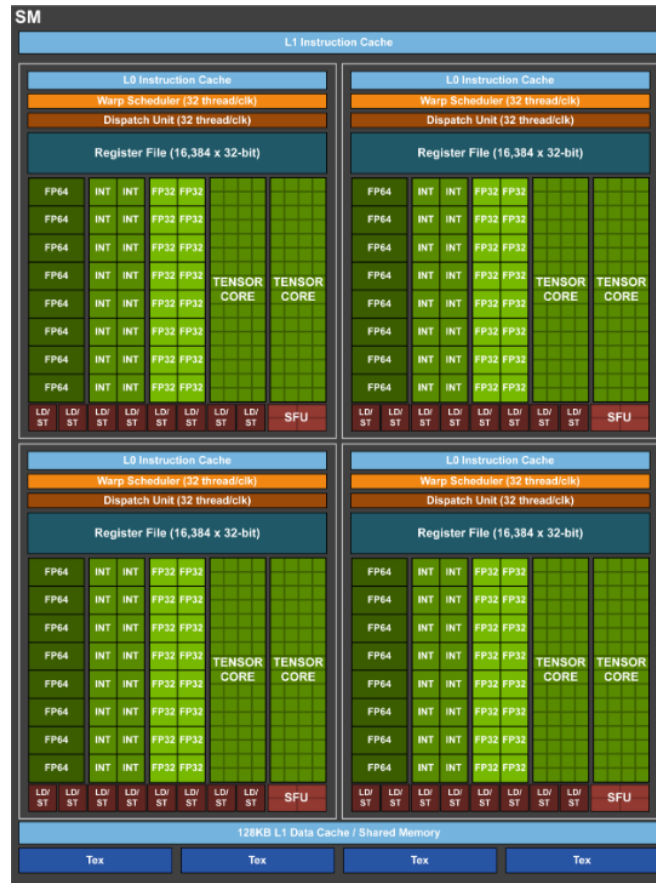 SM
L1 Instruction Cache
L0 Instruction Cache
Warp Scheduler (32 thread/clk)
Dispatch Unit (32 thread/clk)
Register File (16,384 x 32-bit)
FP64 INT INT FP32 FP32
FP64 INT INT FP32 FP32
FP64 INT INT FP32 FP32
FP64 INT INT FP32 FP32 TENSOR TENSOR
FP64 INT INT FP32 FP32 CORE CORE
FP64 INT INT FP32 FP32
FP64 INT INT FP32 FP32
FP64 INT INT FP32 FP32
LD/ LD/ LD/ LD/ LD/ LD/ LD/ LD/ SFU
ST ST ST ST ST ST ST ST
L0 Instruction Cache
Warp Scheduler (32 thread/clk)
Dispatch Unit (32 thread/clk)
Register File (16,384 x 32-bit)
FP64 INT INT FP32 FP32
FP64 INT INT FP32 FP32
FP64 INT INT FP32 FP32
FP64 INT INT FP32 FP32 TENSOR TENSOR
FP64 INT INT FP32 FP32 CORE CORE
FP64 INT INT FP32 FP32
FP64 INT INT FP32 FP32
FP64 INT INT FP32 FP32
LD/ LD/ LD/ LD/ LD/ LD/ LD/ LD/ SFU
ST ST ST ST ST ST ST ST
L0 Instruction Cache
Warp Scheduler (32 thread/clk)
Dispatch Unit (32 thread/clk)
Register File (16,384 x 32-bit)
FP64 INT INT FP32 FP32
FP64 INT INT FP32 FP32
FP64 INT INT FP32 FP32
FP64 INT INT FP32 FP32 TENSOR TENSOR
FP64 INT INT FP32 FP32 CORE CORE
FP64 INT INT FP32 FP32
FP64 INT INT FP32 FP32
FP64 INT INT FP32 FP32
LD/ LD/ LD/ LD/ LD/ LD/ LD/ LD/ SFU
ST ST ST ST ST ST ST ST
L0 Instruction Cache
Warp Scheduler (32 thread/clk)
Dispatch Unit (32 thread/clk)
Register File (16,384 x 32-bit)
FP64 INT INT FP32 FP32
FP64 INT INT FP32 FP32
FP64 INT INT FP32 FP32
FP64 INT INT FP32 FP32 TENSOR TENSOR
FP64 INT INT FP32 FP32 CORE CORE
FP64 INT INT FP32 FP32
FP64 INT INT FP32 FP32
FP64 INT INT FP32 FP32
LD/ LD/ LD/ LD/ LD/ LD/ LD/ LD/ SFU
ST ST ST ST ST ST ST ST
128KB L1 Data Cache / Shared Memory
Tex Tex Tex Tex